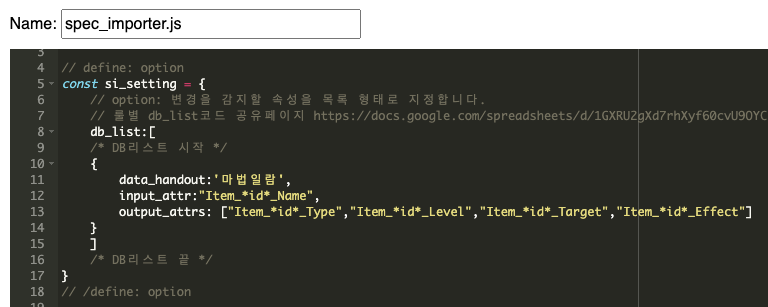 Name: spec_importer.js
3
4 // define: option
5 const si_setting = {
6 // option: 변경을 감지할 속성을 목록 형태로 지정합니다.
7 // 룰별 db_list코드 공유페이지 https://docs.google.com/spreadsheets/d/1GXRUZgXd7rhXyf60cvU9OYC
8 db_list:[
9 /* DB리스트 시작 */
10 {
11 data_handout:'마법일람',
12 input_attr:"Item_*id*_Name",
13 output_attrs: ["Item_*id*_Type","Item_*id*_Level","Item_*id*_Target","Item_*id*_Effect"]
14 }
15 ]
16 /* DB리스트 끝 */
17 }
18 // /define: option